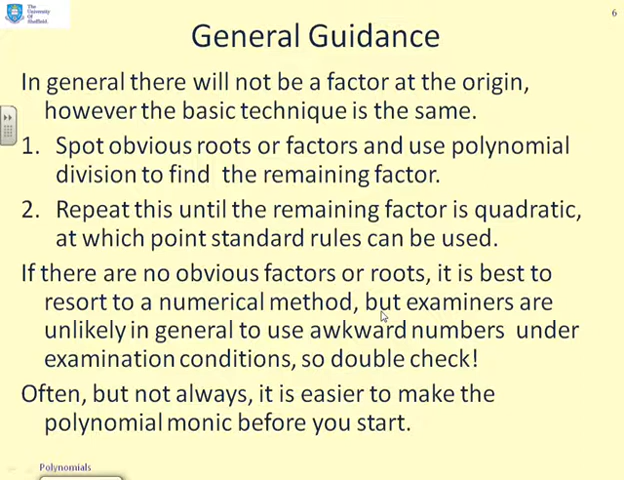 The
University
Of
Sheffield.
6
General Guidance
In general there will not be a factor at the origin,
however the basic technique is the same.
1. Spot obvious roots or factors and use polynomial
division to find the remaining factor.
2. Repeat this until the remaining factor is quadratic,
at which point standard rules can be used.
If there are no obvious factors or roots, it is best to
resort to a numerical method, but examiners are
unlikely in general to use awkward numbers under
examination conditions, so double check!
Often, but not always, it is easier to make the
polynomial monic before you start.
Polynomials